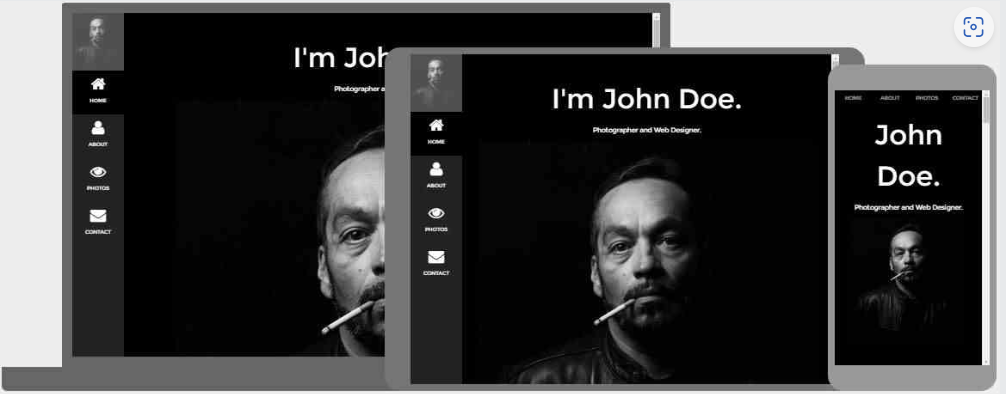 I'm Joh
Photographer a
HOME
ABOUT
PHOTOS
CONTACT
I'm John Doe.
Photographer and Web Designer.
HOME
ABOUT
PHOTOS
CONTACT
HOME ABOUT PHOTOS CONTACT
John
Doe.
Photographer and Web Designer.